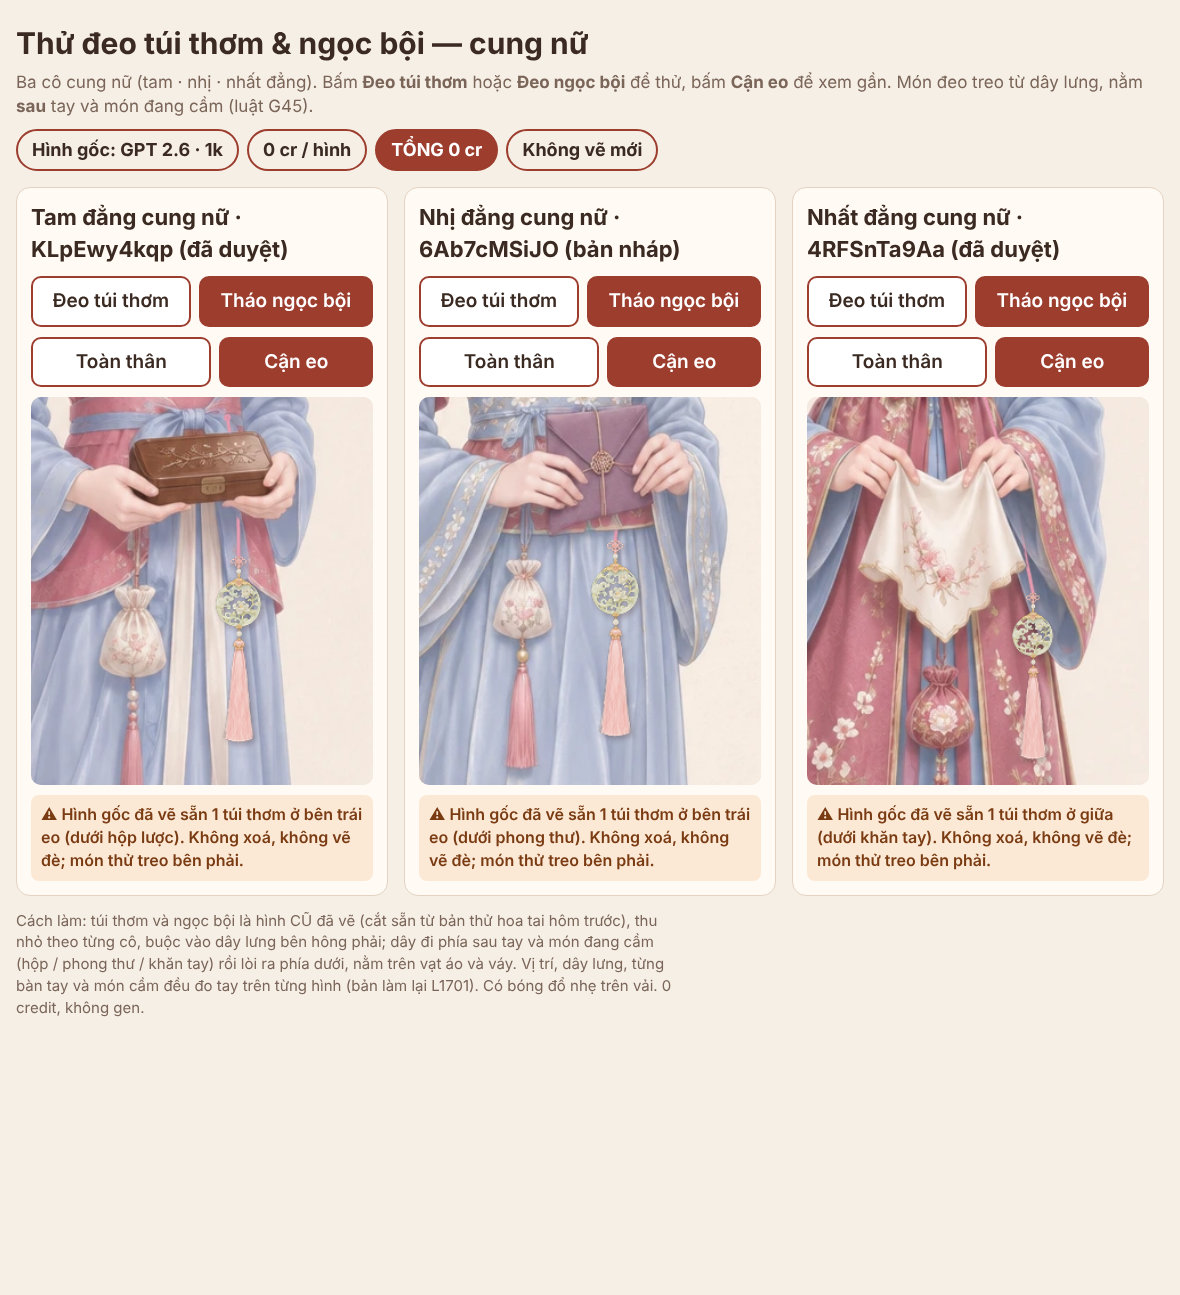 Thử đeo túi thơm & ngọc bội — cung nữ
Ba cô cung nữ (tam · nhị · nhất đẳng). Bấm Đeo túi thơm hoặc Đeo ngọc bội để thử, bấm Cận eo để xem gần. Món đeo treo từ dây lưng, nằm
sau tay và món đang cầm (luật G45).
Hình gốc: GPT 2.6 · 1k
0 cr / hình
TỔNG 0 cr
Không vẽ mới
Tam đẳng cung nữ ·
KLpEwy4kqp (đã duyệt)
Đeo túi thơm
Tháo ngọc bội
Toàn thân
Cận eo
⚠ Hình gốc đã vẽ sẵn 1 túi thơm ở bên trái
eo (dưới hộp lược). Không xoá, không vẽ
đè; món thử treo bên phải.
Nhị đẳng cung nữ ·
6Ab7cMSiJO (bản nháp)
Đeo túi thơm
Tháo ngọc bội
Toàn thân
Cận eo
⚠ Hình gốc đã vẽ sẵn 1 túi thơm ở bên trái
eo (dưới phong thư). Không xoá, không
vẽ đè; món thử treo bên phải.
Nhất đẳng cung nữ ·
4RFSnTa9Aa (đã duyệt)
Đeo túi thơm
Tháo ngọc bội
Toàn thân
Cận eo
⚠ Hình gốc đã vẽ sẵn 1 túi thơm ở giữa
(dưới khăn tay). Không xoá, không vẽ đè;
món thử treo bên phải.
Cách làm: túi thơm và ngọc bội là hình CŨ đã vẽ (cắt sẵn từ bản thử hoa tai hôm trước), thu
nhỏ theo từng cô, buộc vào dây lưng bên hông phải; dây đi phía sau tay và món đang cầm
(hộp / phong thư / khăn tay) rồi lòi ra phía dưới, nằm trên vạt áo và váy. Vị trí, dây lưng, từng
bàn tay và món cầm đều đo tay trên từng hình (bản làm lại L1701). Có bóng đổ nhẹ trên vải. 0
credit, không gen.